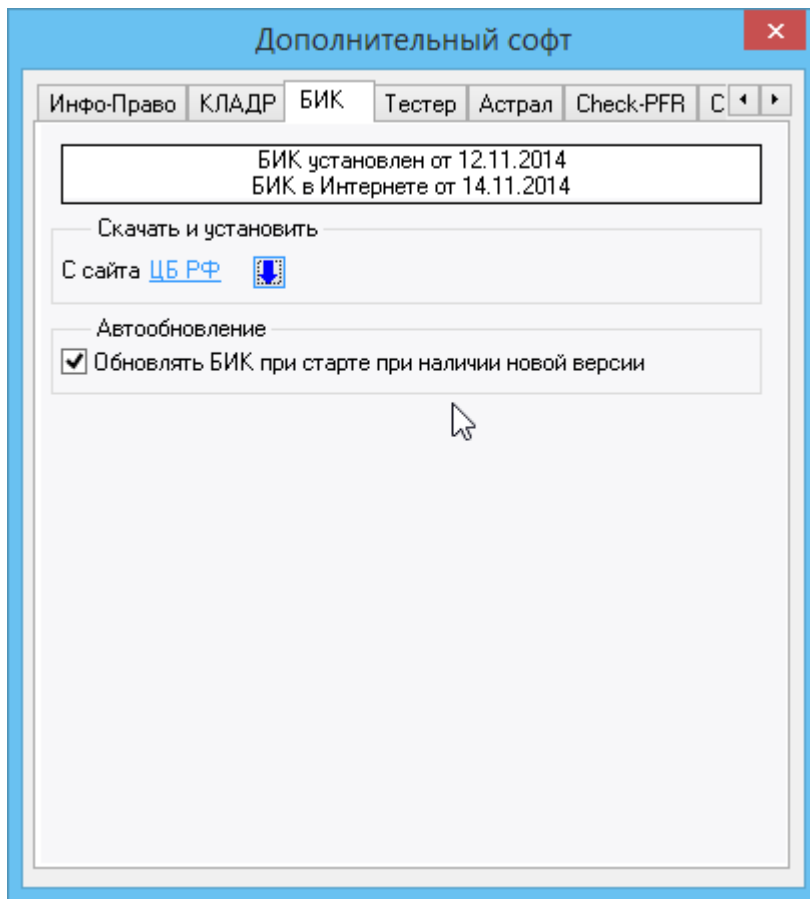 Дополнительный софт
Инфо-Право КЛАДР БИК Тестер Астрал Check-PFR С
БИК установлен от 12.11.2014
БИК в Интернете от 14.11.2014
Скачать и установить
С сайта ЦБ РФ
Автообновление
Обновлять БИК при старте при наличии новой версии